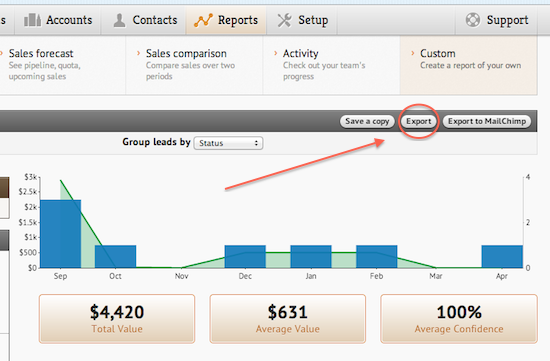 s Accounts Contacts Reports Setup Support
Sales forecast Sales comparison Activity Custom
See pipeline, quota, Compare sales over two Check out your team's Create a report of your own
upcoming sales periods progress
Save a copy Export Export to MailChimp
Group leads by Status
$3k 4
$2.5k
$2k
$1.5k 2
$1k
$500
$0 0
Sep Oct Nov Dec Jan Feb Mar Apr
$4,420 $631 100%
Total Value Average Value Average Confidence